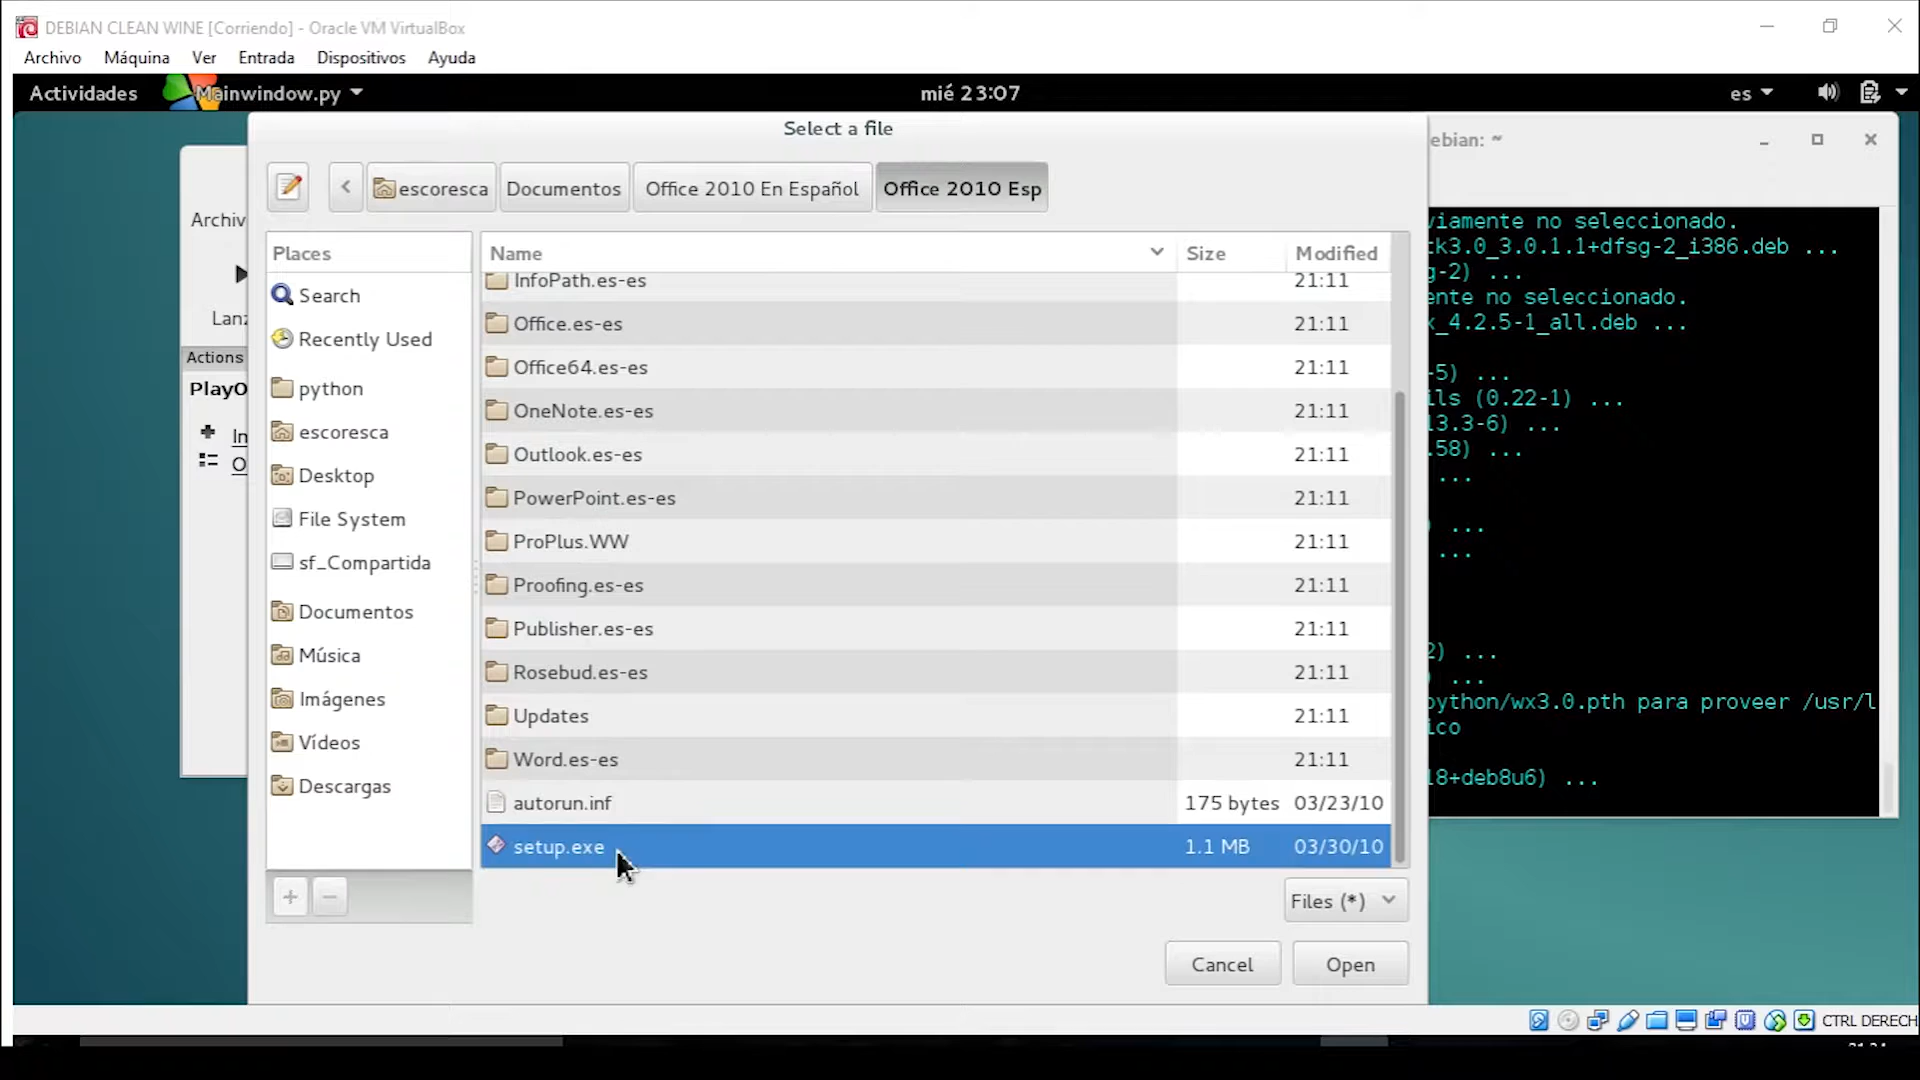 DEBIAN CLEAN WINE [Corriendo] - Oracle VM VirtualBox
Archivo Máquina Ver Entrada Dispositivos Ayuda
Actividades Mainwindow.py mié 23:07 es
Select a file
ebian: ~
escoresca Documentos Office 2010 En Español Office 2010 Esp
Archiv
Lanz
Actions
PlayO
In
O
Places
Search
Recently Used
python
escoresca
Desktop
File System
sf_Compartida
Documentos
Música
Imágenes
Vídeos
Descargas
Name Size Modified
InfoPath.es-es 21:11
Office.es-es 21:11
Office64.es-es 21:11
OneNote.es-es 21:11
Outlook.es-es 21:11
PowerPoint.es-es 21:11
ProPlus.WW 21:11
Proofing.es-es 21:11
Publisher.es-es 21:11
Rosebud.es-es 21:11
Updates 21:11
Word.es-es 21:11
autorun.inf 175 bytes 03/23/10
setup.exe 1.1 MB 03/30/10
Files (*)
Cancel Open
viamente no seleccionado.
tk3.0_3.0.1.1+dfsg-2_i386.deb ...
g-2) ...
ente no seleccionado.
x_4.2.5-1_all.deb ...
-5) ...
ils (0.22-1) ...
13.3-6) ...
.58) ...
...
) ...
...
2) ...
) ...
python/wx3.0.pth para proveer /usr/l
ico
18+deb8u6) ...
CTRL DERECH